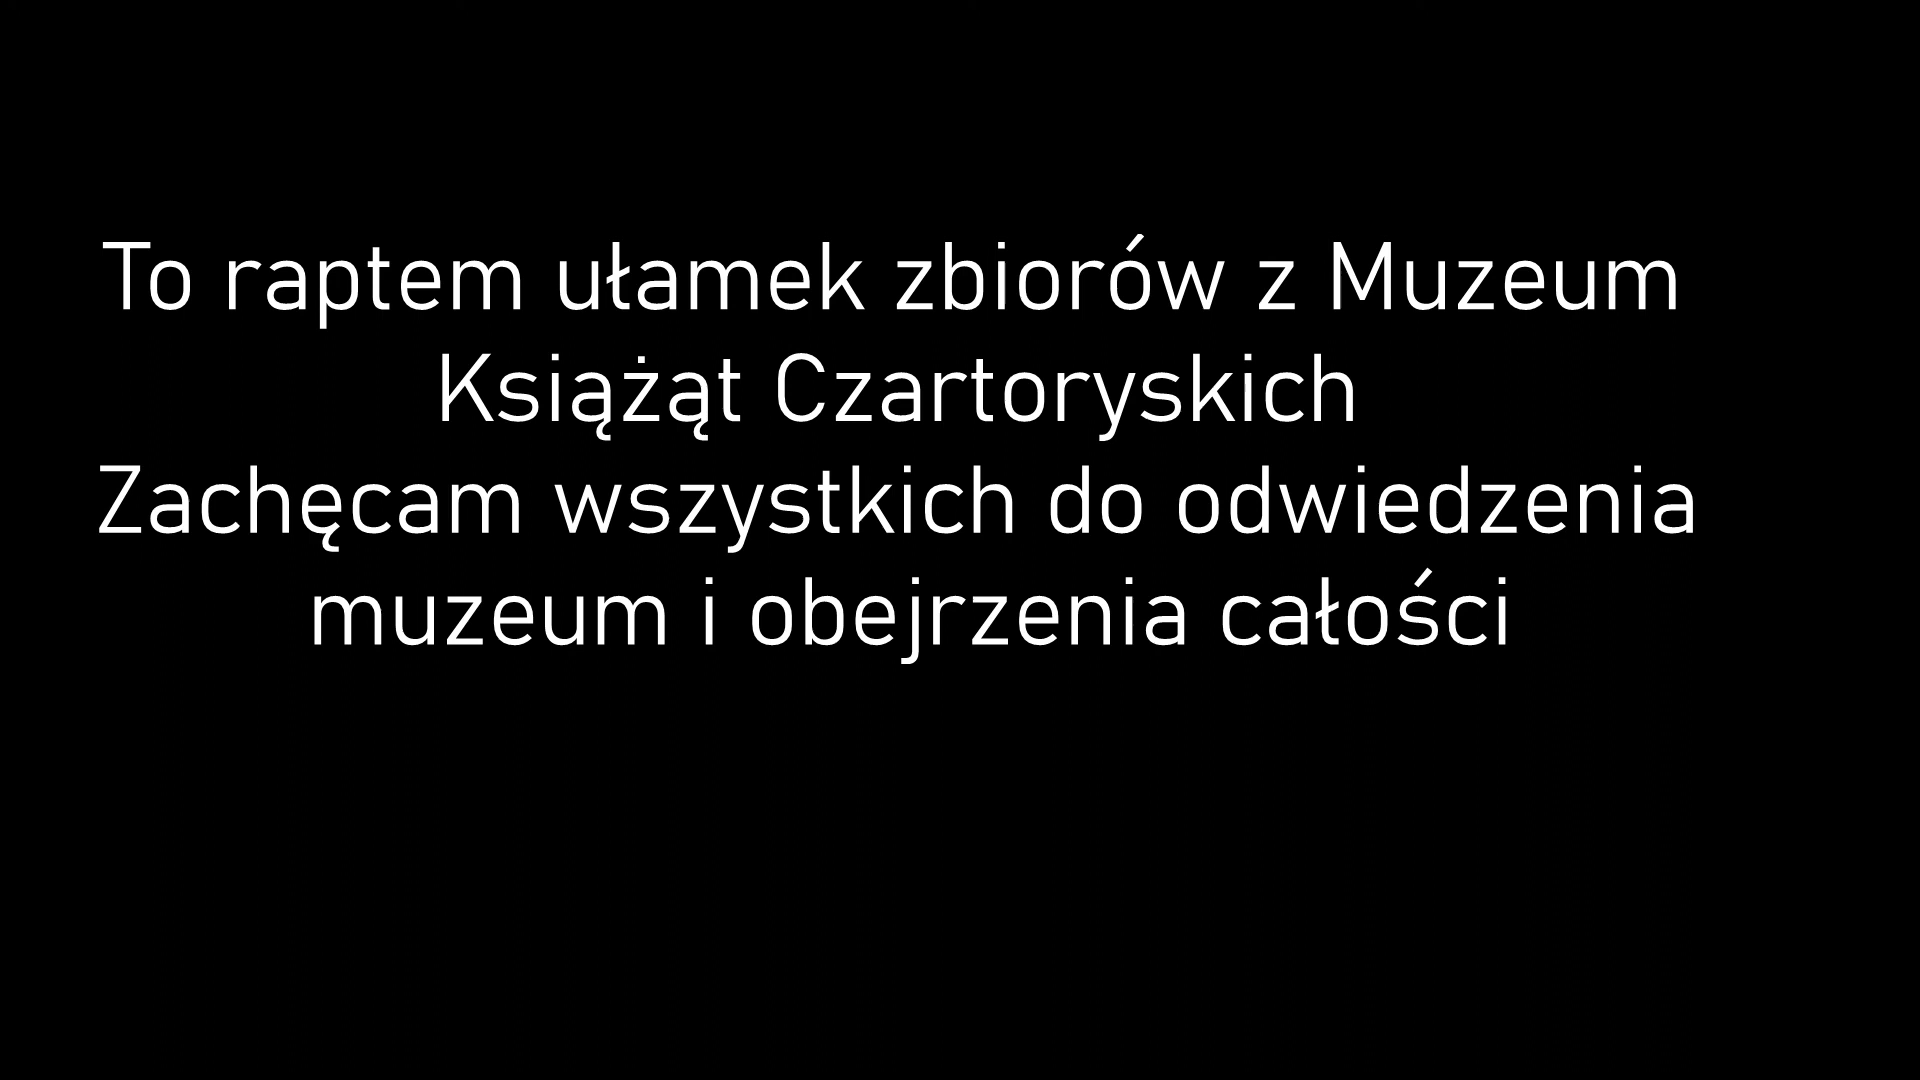 To raptem ułamek zbiorów z Muzeum
Książąt Czartoryskich
Zachęcam wszystkich do odwiedzenia
muzeum i obejrzenia całości